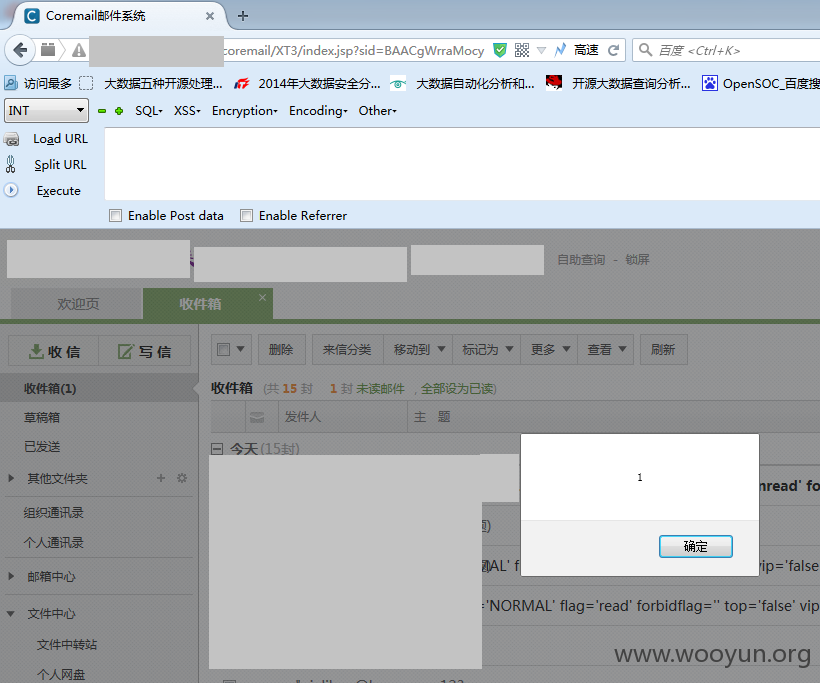 Coremail邮件系统
coremail/XT3/index.jsp?sid=BAACgWrraMocy 高速 百度 <Ctrl+K>
访问最多 大数据五种开源处理... 2014年大数据安全分... 大数据自动化分析和... 开源大数据查询分析... OpenSOC_百度搜
INT SQL XSS Encryption Encoding Other
Load URL
Split URL
Execute
Enable Post data Enable Referrer
自助查询 - 锁屏
欢迎页 收件箱
收信 写信 删除 来信分类 移动到 标记为 更多 查看 刷新
收件箱(1) 收件箱 (共 15 封 1 封 未读邮件 , 全部设为已读)
草稿箱 发件人 主 题
已发送 今天 (15封)
1
其他文件夹
nread' fo
组织通讯录
确定
个人通讯录
AL' f vip='false
邮箱中心
='NORMAL' flag='read' forbidflag='' top='false' vip
文件中心
文件中转站
www.wooyun.org
个人网盘